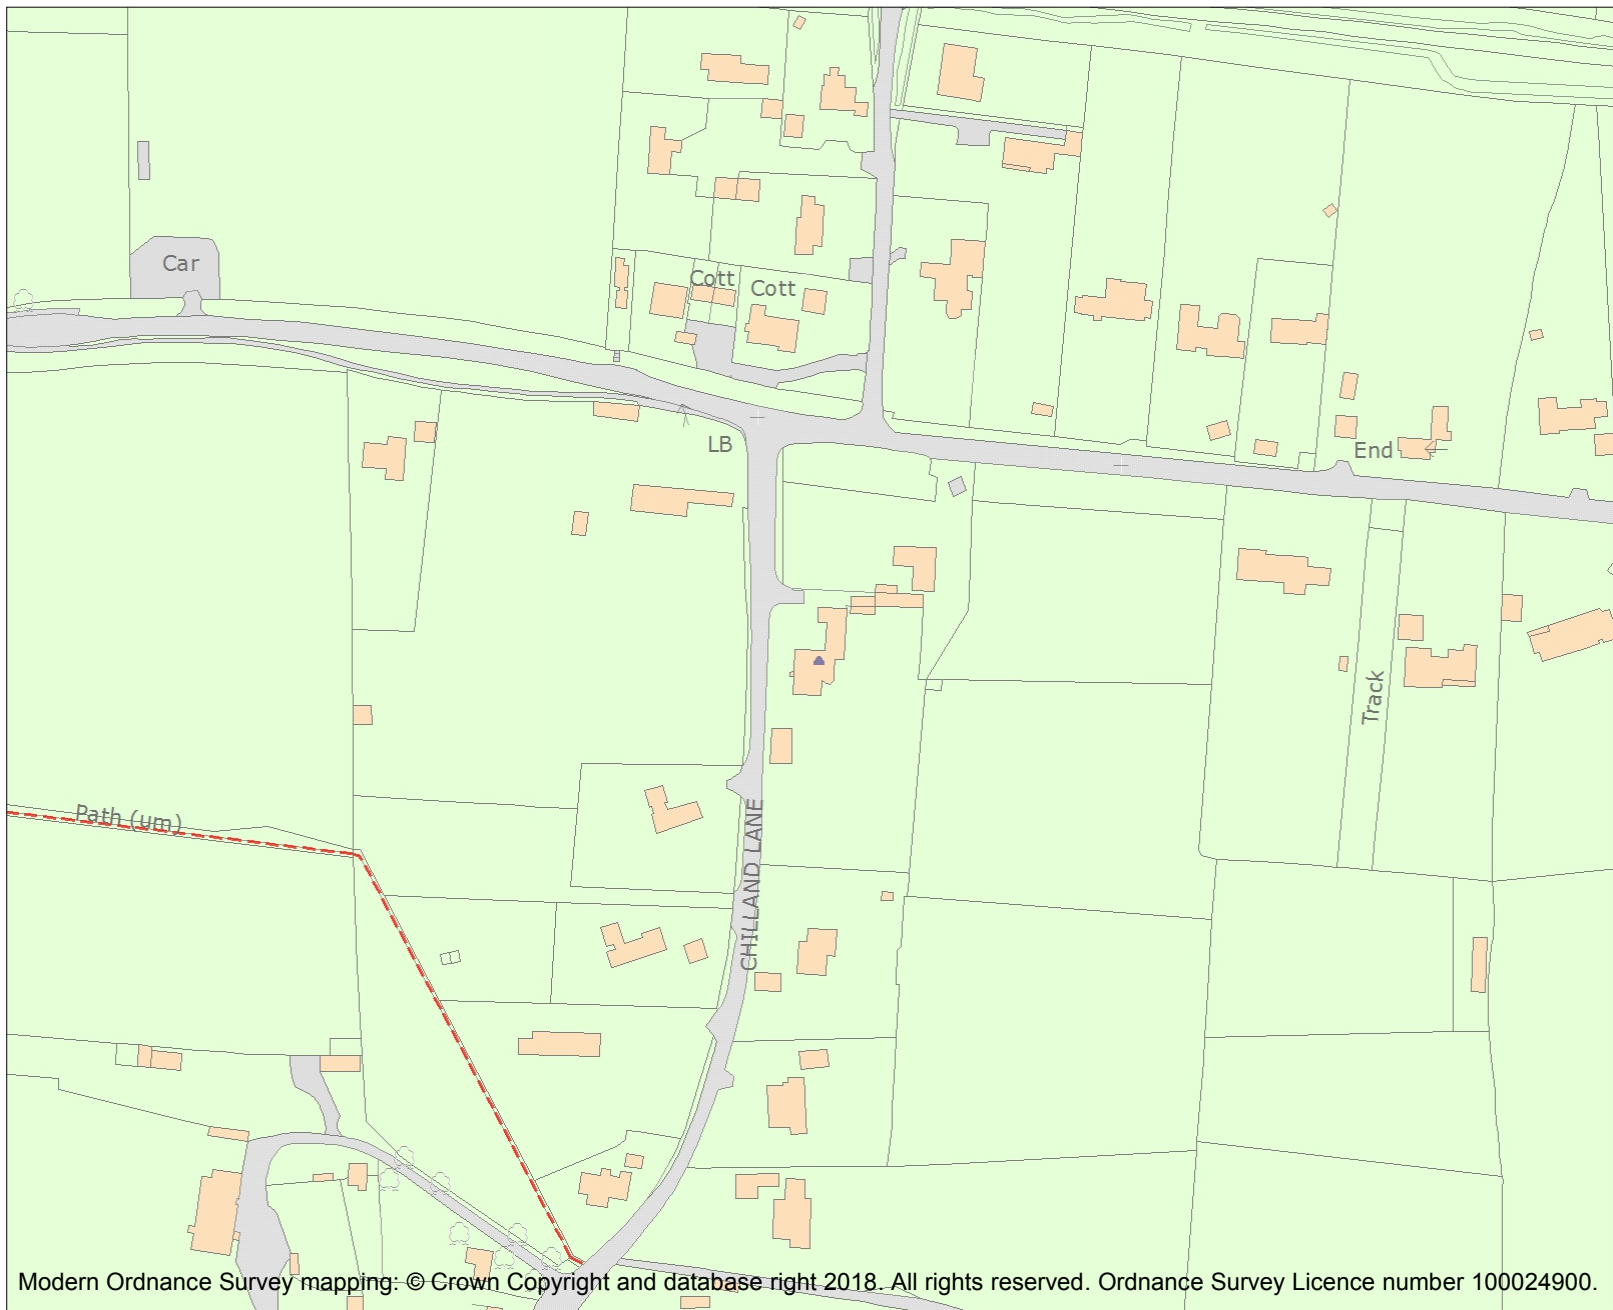 Car
Cott
Cott
LB
End
Track
Path (um)
CHILLAND LANE
Modern Ordnance Survey mapping: © Crown Copyright and database right 2018. All rights reserved. Ordnance Survey Licence number 100024900.